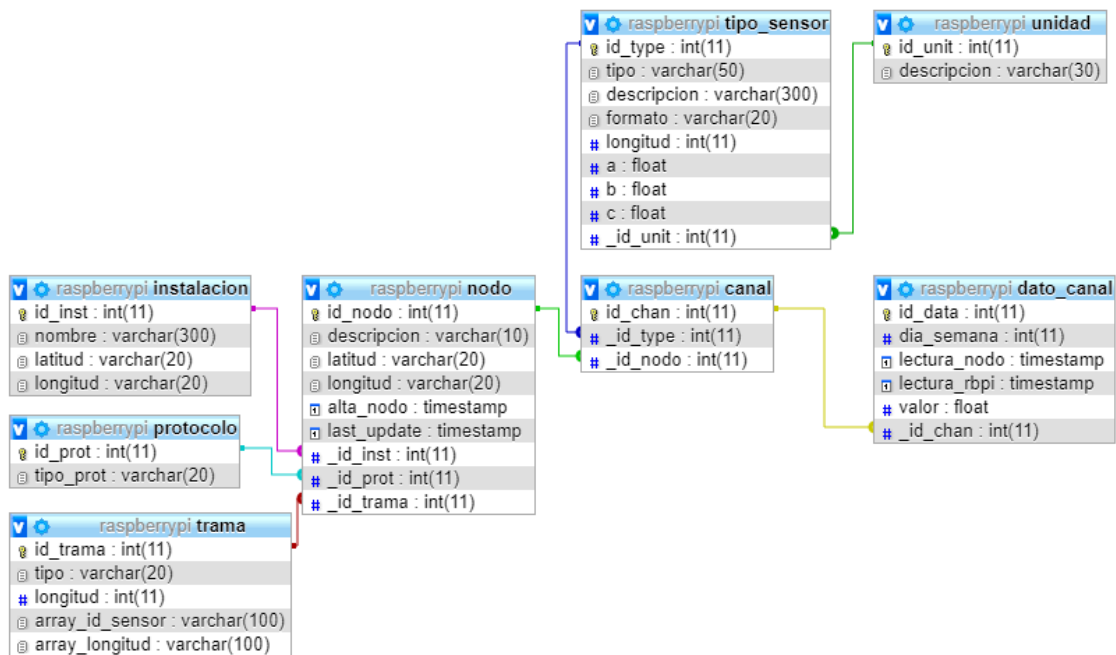 raspberrypi tipo_sensor
id_type : int(11)
tipo : varchar(50)
descripcion : varchar(300)
formato : varchar(20)
longitud : int(11)
a : float
b : float
c : float
_id_unit : int(11)
raspberrypi unidad
id_unit : int(11)
descripcion : varchar(30)
raspberrypi instalacion
id_inst : int(11)
nombre : varchar(300)
latitud : varchar(20)
longitud : varchar(20)
raspberrypi protocolo
id_prot : int(11)
tipo_prot : varchar(20)
raspberrypi trama
id_trama : int(11)
tipo : varchar(20)
longitud : int(11)
array_id_sensor : varchar(100)
array_longitud : varchar(100)
raspberrypi nodo
id_nodo : int(11)
descripcion : varchar(10)
latitud : varchar(20)
longitud : varchar(20)
alta_nodo : timestamp
last_update : timestamp
_id_inst : int(11)
_id_prot : int(11)
_id_trama : int(11)
raspberrypi canal
id_chan : int(11)
_id_type : int(11)
_id_nodo : int(11)
raspberrypi dato_canal
id_data : int(11)
dia_semana : int(11)
lectura_nodo : timestamp
lectura_rbpi : timestamp
valor : float
_id_chan : int(11)